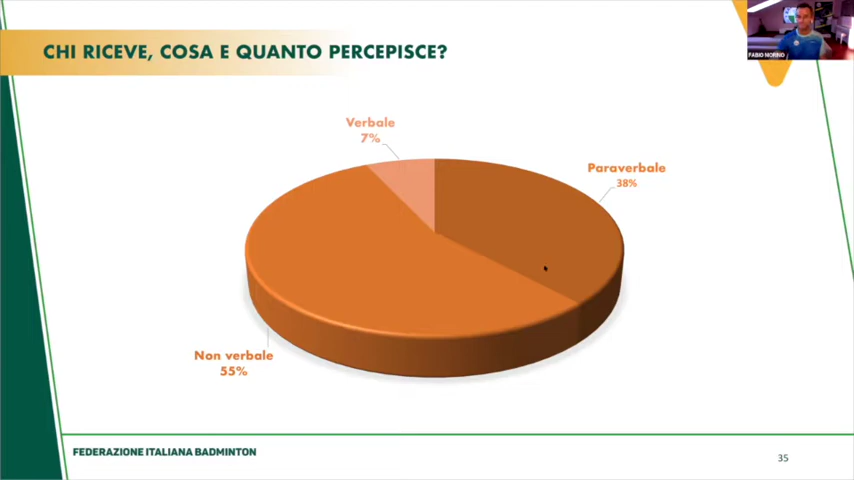 CHI RICEVE, COSA E QUANTO PERCEPISCE?
FABIO MORINO
Verbale
7%
Paraverbale
38%
Non verbale
55%
FEDERAZIONE ITALIANA BADMINTON
35